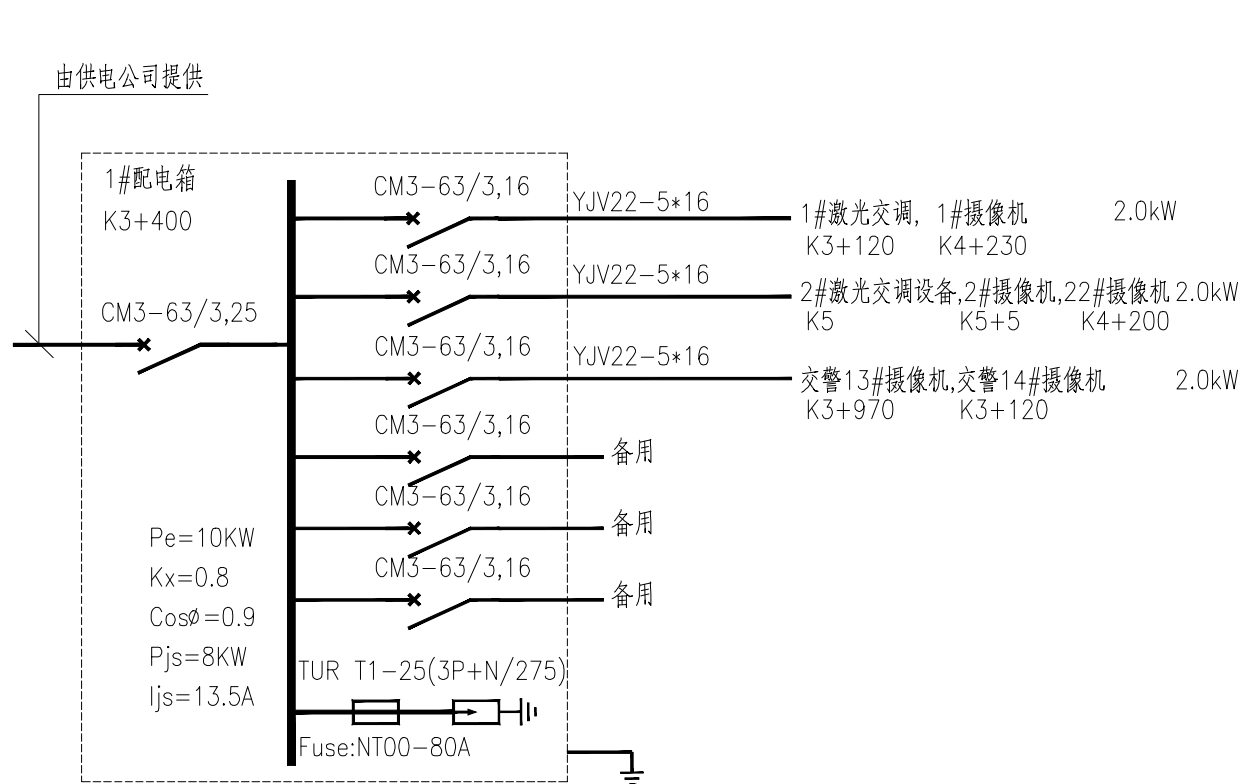 由供电公司提供
1#配电箱
K3+400
CM3-63/3,25
CM3-63/3,16
YJV22-5*16
1#激光交调, 1#摄像机 2.0kW
K3+120 K4+230
CM3-63/3,16
YJV22-5*16
2#激光交调设备,2#摄像机,22#摄像机 2.0kW
K5 K5+5 K4+200
CM3-63/3,16
YJV22-5*16
交警13#摄像机,交警14#摄像机 2.0kW
K3+970 K3+120
CM3-63/3,16
备用
CM3-63/3,16
备用
CM3-63/3,16
备用
Pe=10KW
Kx=0.8
Cosø=0.9
Pjs=8KW
Ijs=13.5A
TUR T1-25(3P+N/275)
Fuse:NT00-80A